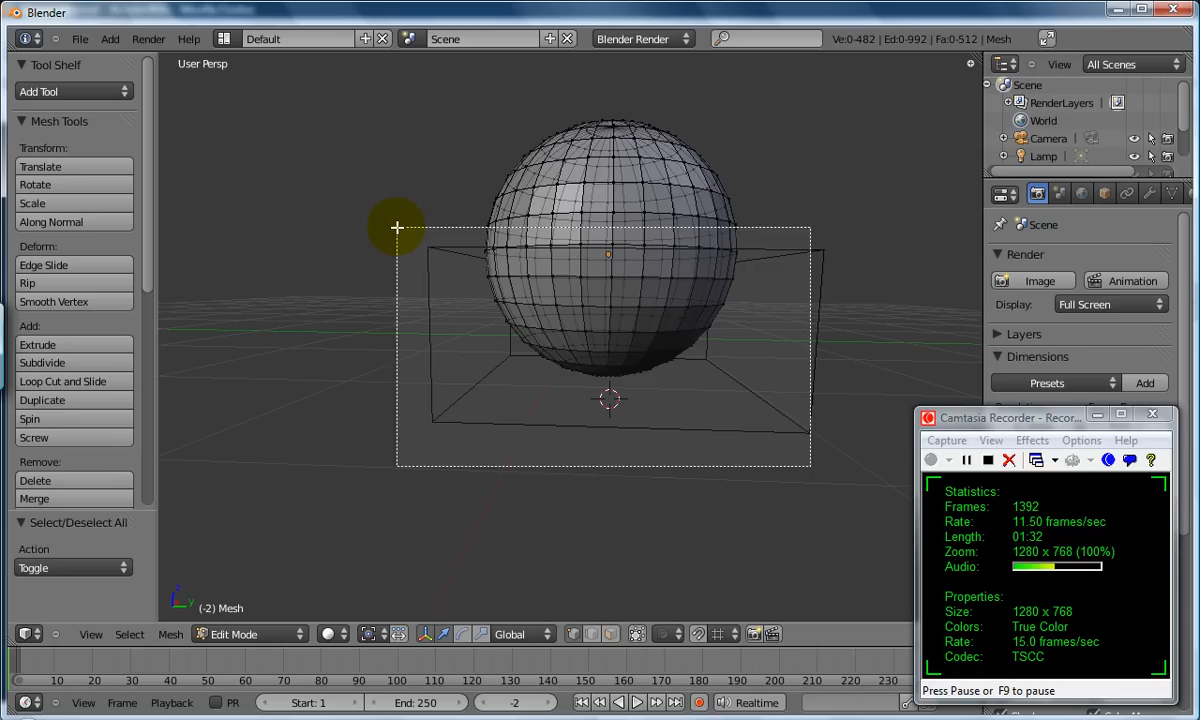 Blender
File Add Render Help Default Scene Blender Render Ve:0-482 | Ed:0-992 | Fa:0-512 | Mesh
Tool Shelf
Add Tool
Mesh Tools
Transform:
Translate
Rotate
Scale
Along Normal
Deform:
Edge Slide
Rip
Smooth Vertex
Add:
Extrude
Subdivide
Loop Cut and Slide
Duplicate
Spin
Screw
Remove:
Delete
Merge
Select/Deselect All
Action
Toggle
User Persp
(-2) Mesh
View Select Mesh Edit Mode Global
View All Scenes
Scene
RenderLayers
World
Camera
Lamp
Scene
Render
Image Animation
Display: Full Screen
Layers
Dimensions
Presets Add
Camtasia Recorder - Recor...
Capture View Effects Options Help
Statistics:
Frames: 1392
Rate: 11.50 frames/sec
Length: 01:32
Zoom: 1280 x 768 (100%)
Audio:
Properties:
Size: 1280 x 768
Colors: True Color
Rate: 15.0 frames/sec
Codec: TSCC
Press Pause or F9 to pause
10 20 30 40 50 60 70 80 90 100 110 120 130 140 150 160 170 180 190 200 210 220 230
View Frame Playback PR Start: 1 End: 250 -2 Realtime